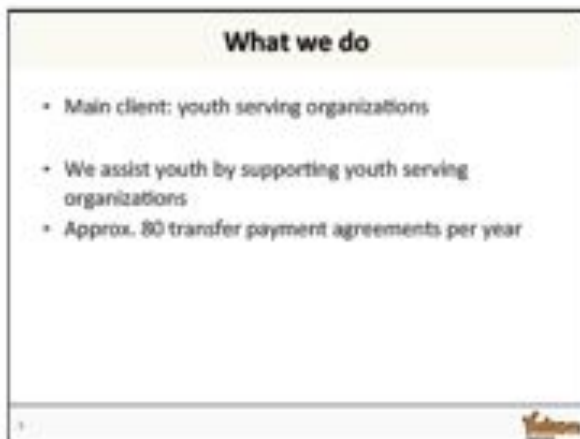 What we do
• Main client: youth serving organizations
• We assist youth by supporting youth serving
organizations
• Approx. 80 transfer payment agreements per year
Yukon